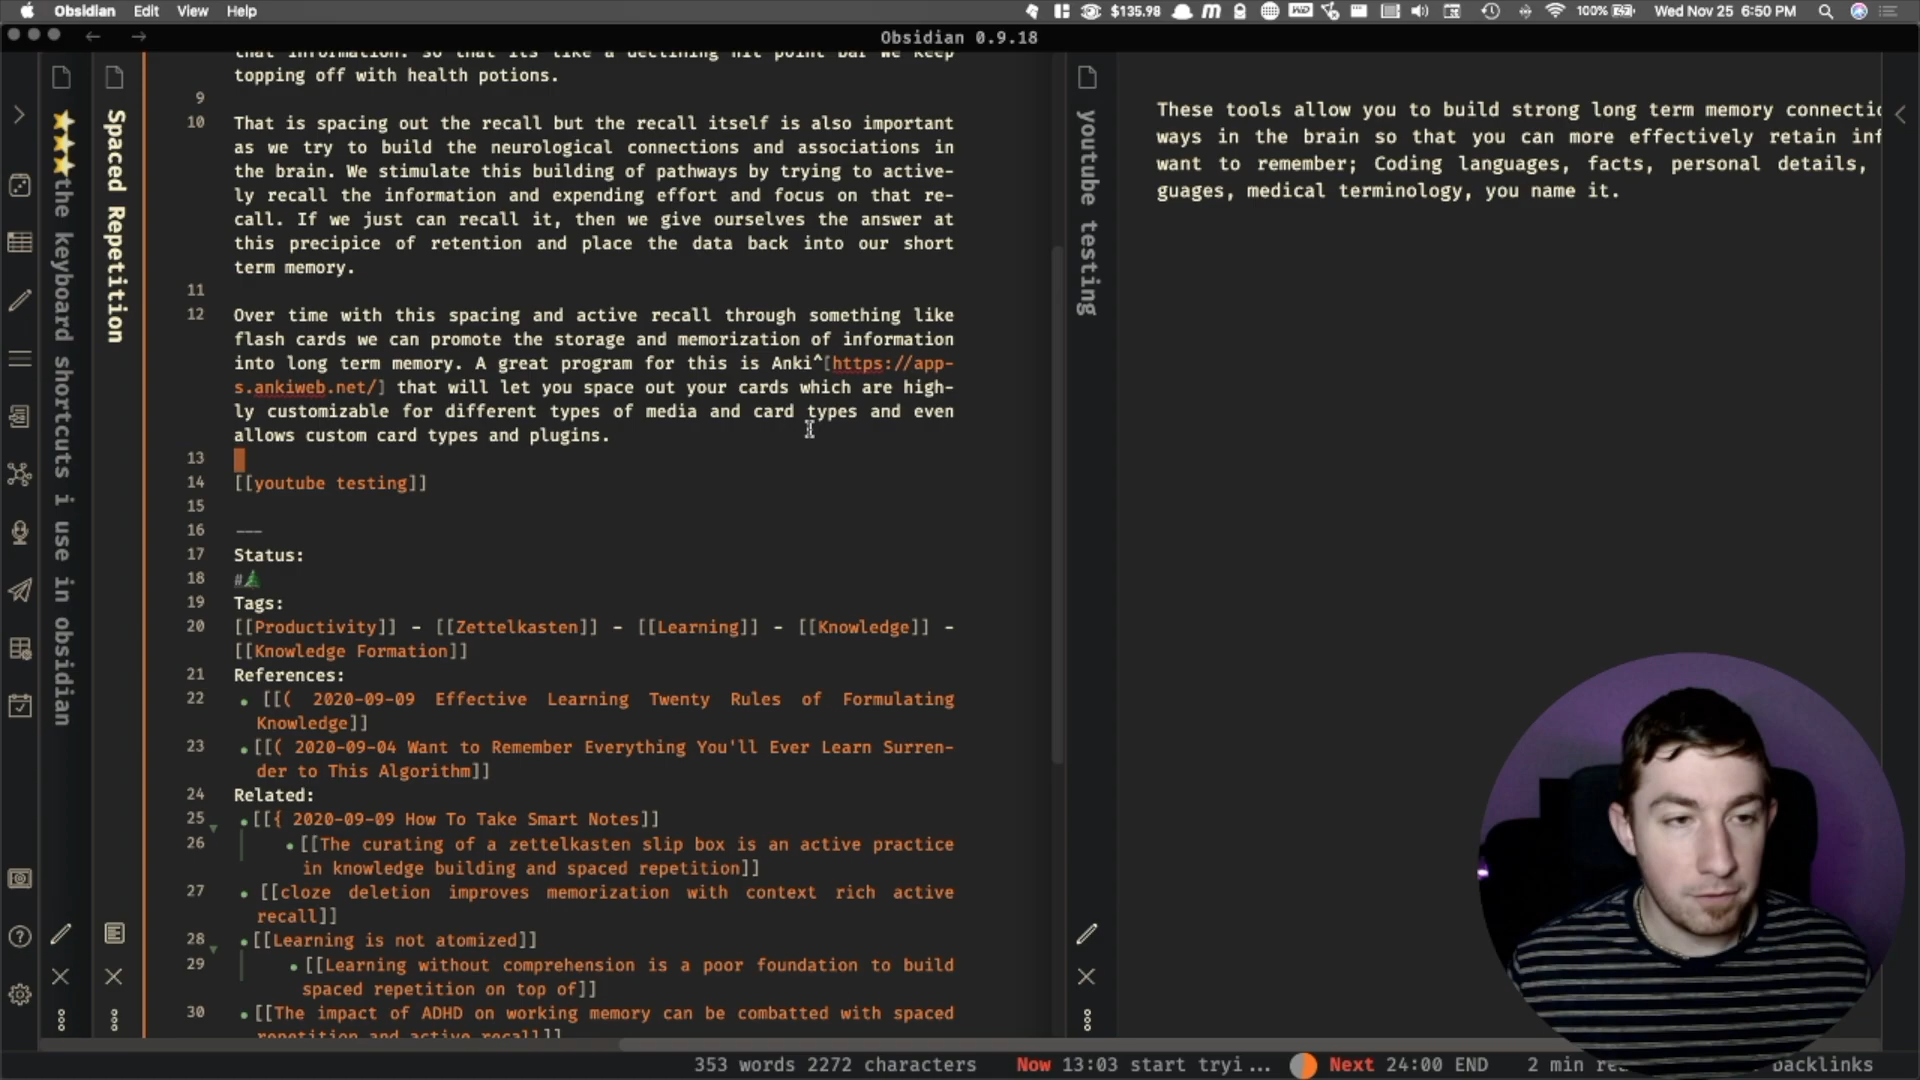 Obsidian Edit View Help
$135.98 100% Wed Nov 25 6:50 PM
Obsidian 0.9.18
the keyboard shortcuts i use in obsidian
Spaced Repetition
topping off with health potions.
9
10 That is spacing out the recall but the recall itself is also important
as we try to build the neurological connections and associations in
the brain. We stimulate this building of pathways by trying to active-
ly recall the information and expending effort and focus on that re-
call. If we just can recall it, then we give ourselves the answer at
this precipice of retention and place the data back into our short
term memory.
11
12 Over time with this spacing and active recall through something like
flash cards we can promote the storage and memorization of information
into long term memory. A great program for this is Anki^[https://app-
s.ankiweb.net/] that will let you space out your cards which are high-
ly customizable for different types of media and card types and even
allows custom card types and plugins.
13
14 [[youtube testing]]
15
16 ---
17 Status:
18 #🌲
19 Tags:
20 [[Productivity]] - [[Zettelkasten]] - [[Learning]] - [[Knowledge]] -
[[Knowledge Formation]]
21 References:
22 • [[( 2020-09-09 Effective Learning Twenty Rules of Formulating
Knowledge]]
23 • [[( 2020-09-04 Want to Remember Everything You'll Ever Learn Surren-
der to This Algorithm]]
24 Related:
25 • [[{ 2020-09-09 How To Take Smart Notes]]
26 • [[The curating of a zettelkasten slip box is an active practice
in knowledge building and spaced repetition]]
27 • [[cloze deletion improves memorization with context rich active
recall]]
28 • [[Learning is not atomized]]
29 • [[Learning without comprehension is a poor foundation to build
spaced repetition on top of]]
30 • [[The impact of ADHD on working memory can be combatted with spaced
repetition and active recall]]
youtube testing
These tools allow you to build strong long term memory
ways in the brain so that you can more effectively retain
want to remember; Coding languages, facts, personal details,
guages, medical terminology, you name it.
353 words 2272 characters Now 13:03 start tryi... Next 24:00 END 2 min backlinks